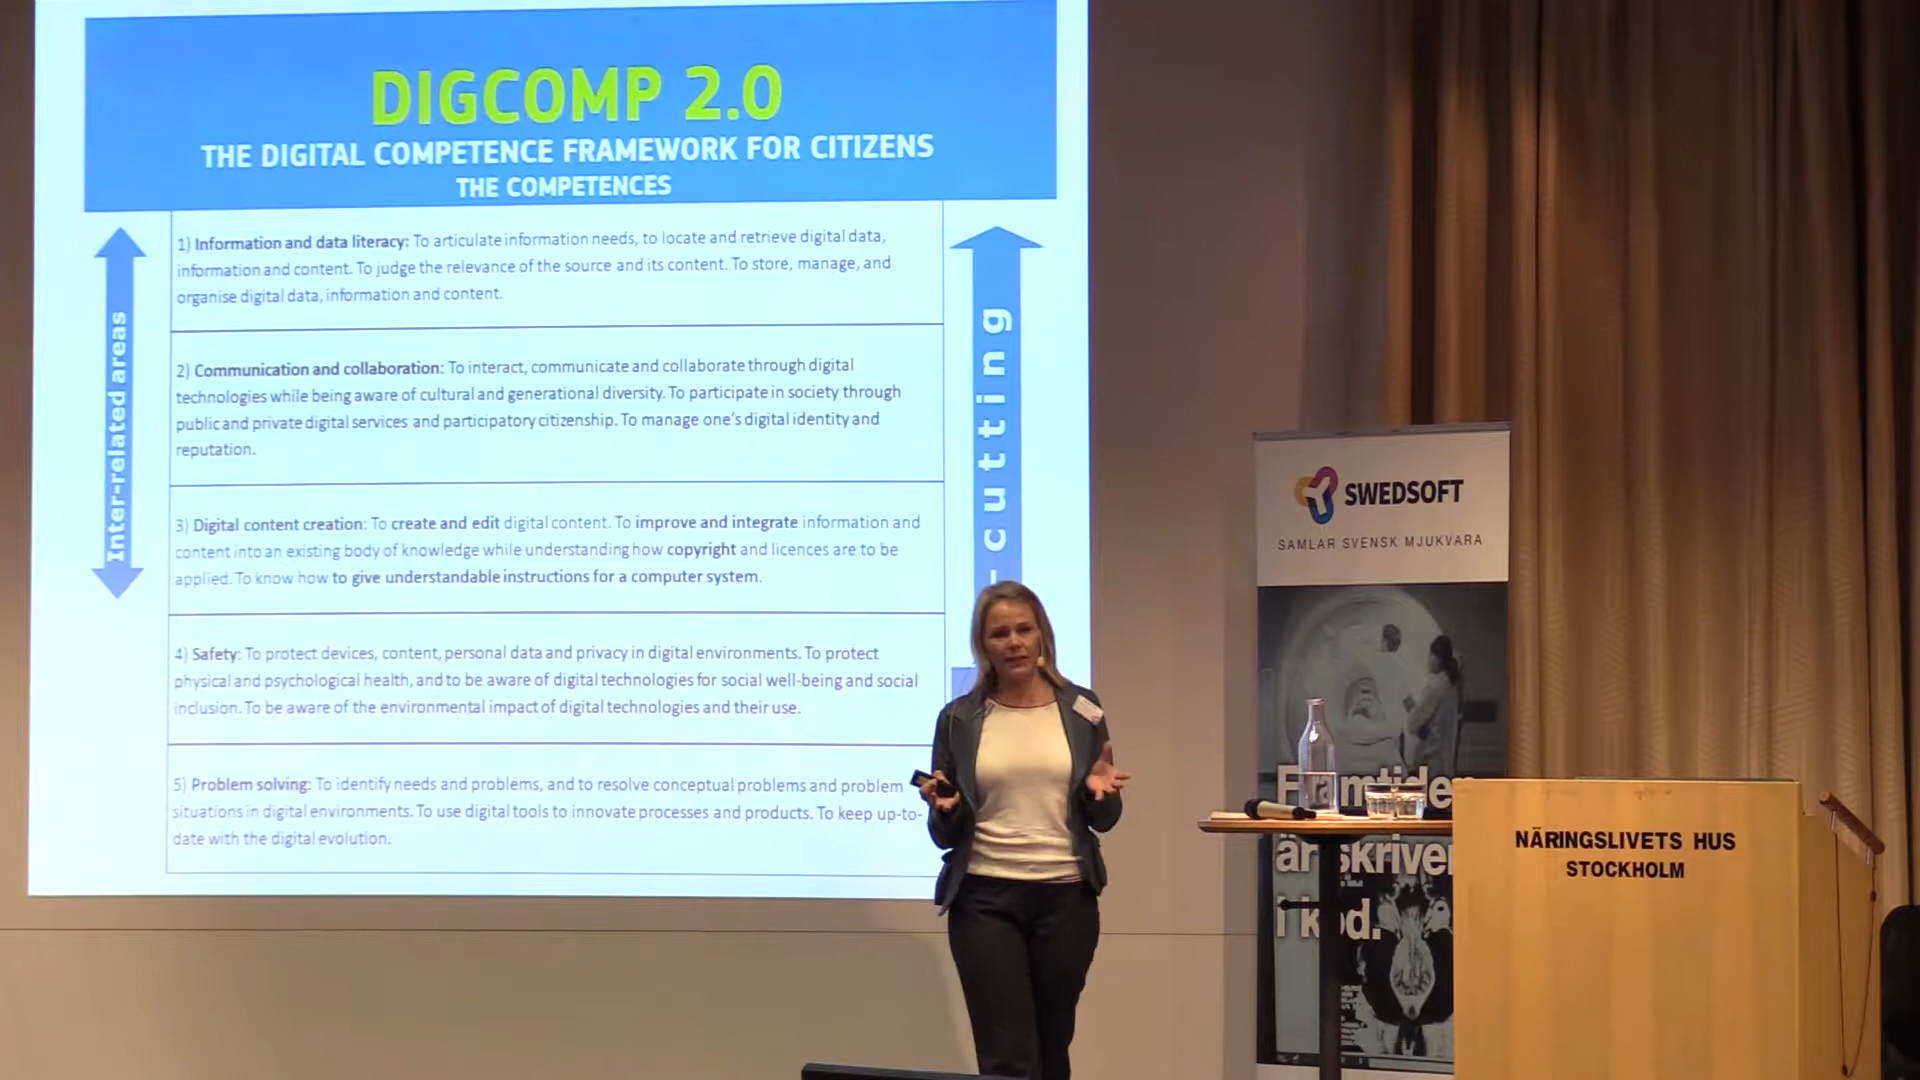 DIGCOMP 2.0
THE DIGITAL COMPETENCE FRAMEWORK FOR CITIZENS
THE COMPETENCES
Inter-related areas
1) Information and data literacy: To articulate information needs, to locate and retrieve digital data,
information and content. To judge the relevance of the source and its content. To store, manage, and
organise digital data, information and content.
2) Communication and collaboration: To interact, communicate and collaborate through digital
technologies while being aware of cultural and generational diversity. To participate in society through
public and private digital services and participatory citizenship. To manage one's digital identity and
reputation.
3) Digital content creation: To create and edit digital content. To improve and integrate information and
content into an existing body of knowledge while understanding how copyright and licences are to be
applied. To know how to give understandable instructions for a computer system.
4) Safety: To protect devices, content, personal data and privacy in digital environments. To protect
physical and psychological health, and to be aware of digital technologies for social well-being and social
inclusion. To be aware of the environmental impact of digital technologies and their use.
5) Problem solving: To identify needs and problems, and to resolve conceptual problems and problem
situations in digital environments. To use digital tools to innovate processes and products. To keep up-to-
date with the digital evolution.
-cutting
SWEDSOFT
SAMLAR SVENSK MJUKVARA
Framtiden
är skriven
i kod.
NÄRINGSLIVETS HUS
STOCKHOLM